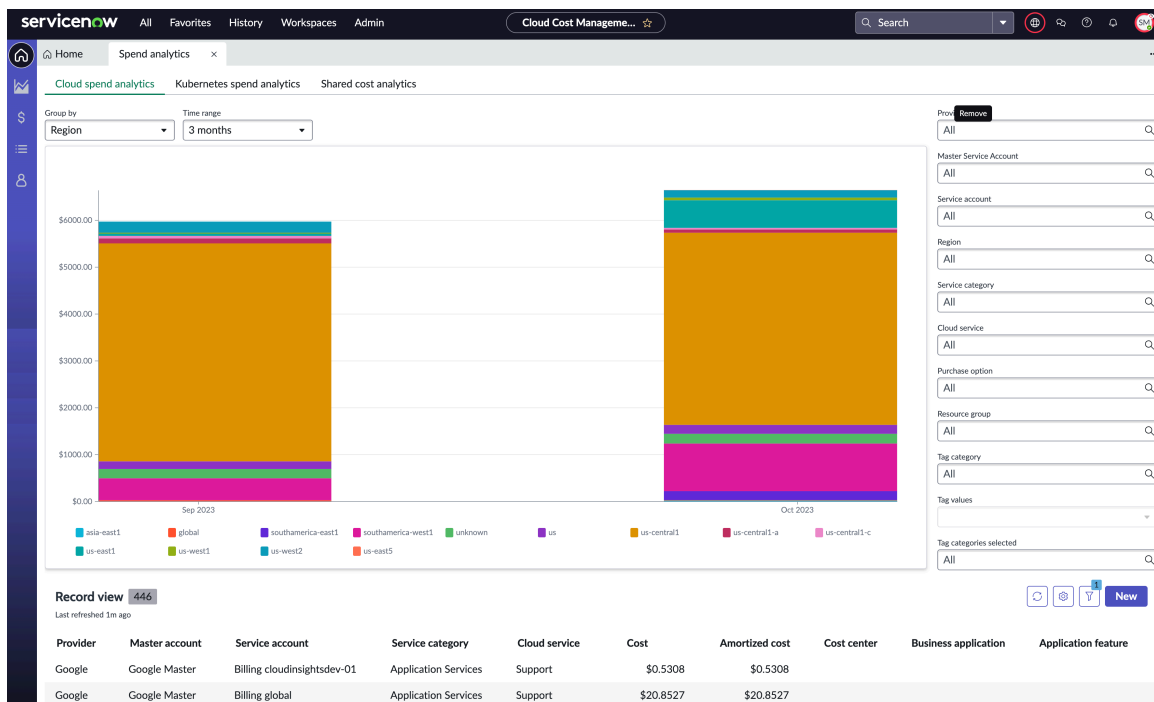 servicenow All Favorites History Workspaces Admin Cloud Cost Manageme... Search SM
Home Spend analytics ×
Cloud spend analytics Kubernetes spend analytics Shared cost analytics
Group by Time range
Region 3 months
Remove
All
Master Service Account
All
Service account
All
Region
All
Service category
All
Cloud service
All
Purchase option
All
Resource group
All
Tag category
All
Tag values
Tag categories selected
All
$6000.00
$5000.00
$4000.00
$3000.00
$2000.00
$1000.00
$0.00
Sep 2023 Oct 2023
asia-east1 global southamerica-east1 southamerica-west1 unknown us us-central1 us-central1-a us-central1-c
us-east1 us-west1 us-west2 us-east5
Record view 446 1 New
Last refreshed 1m ago
Provider Master account Service account Service category Cloud service Cost Amortized cost Cost center Business application Application feature
Google Google Master Billing cloudinsightsdev-01 Application Services Support $0.5308 $0.5308
Google Google Master Billing global Application Services Support $20.8527 $20.8527